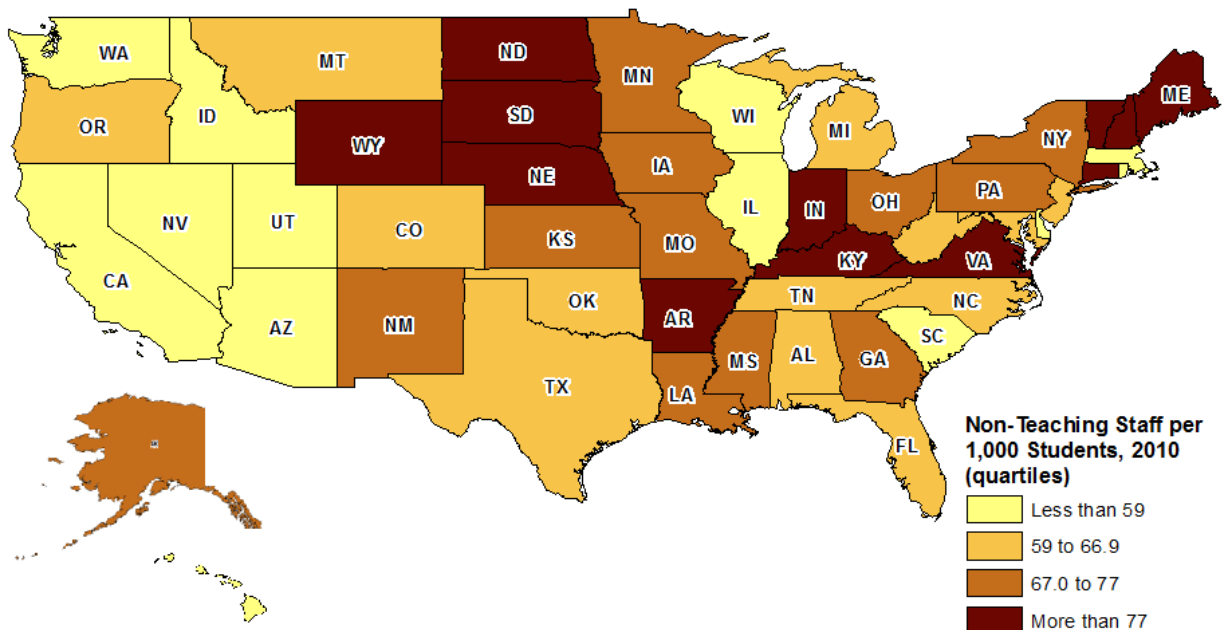 WA
MT
ND
MN
ME
OR
ID
SD
WI
MI
NY
WY
NE
IA
PA
NV
UT
CO
KS
MO
IL
IN
OH
KY
VA
CA
AZ
NM
OK
AR
TN
NC
SC
TX
LA
MS
AL
GA
FL
Non-Teaching Staff per
1,000 Students, 2010
(quartiles)
Less than 59
59 to 66.9
67.0 to 77
More than 77